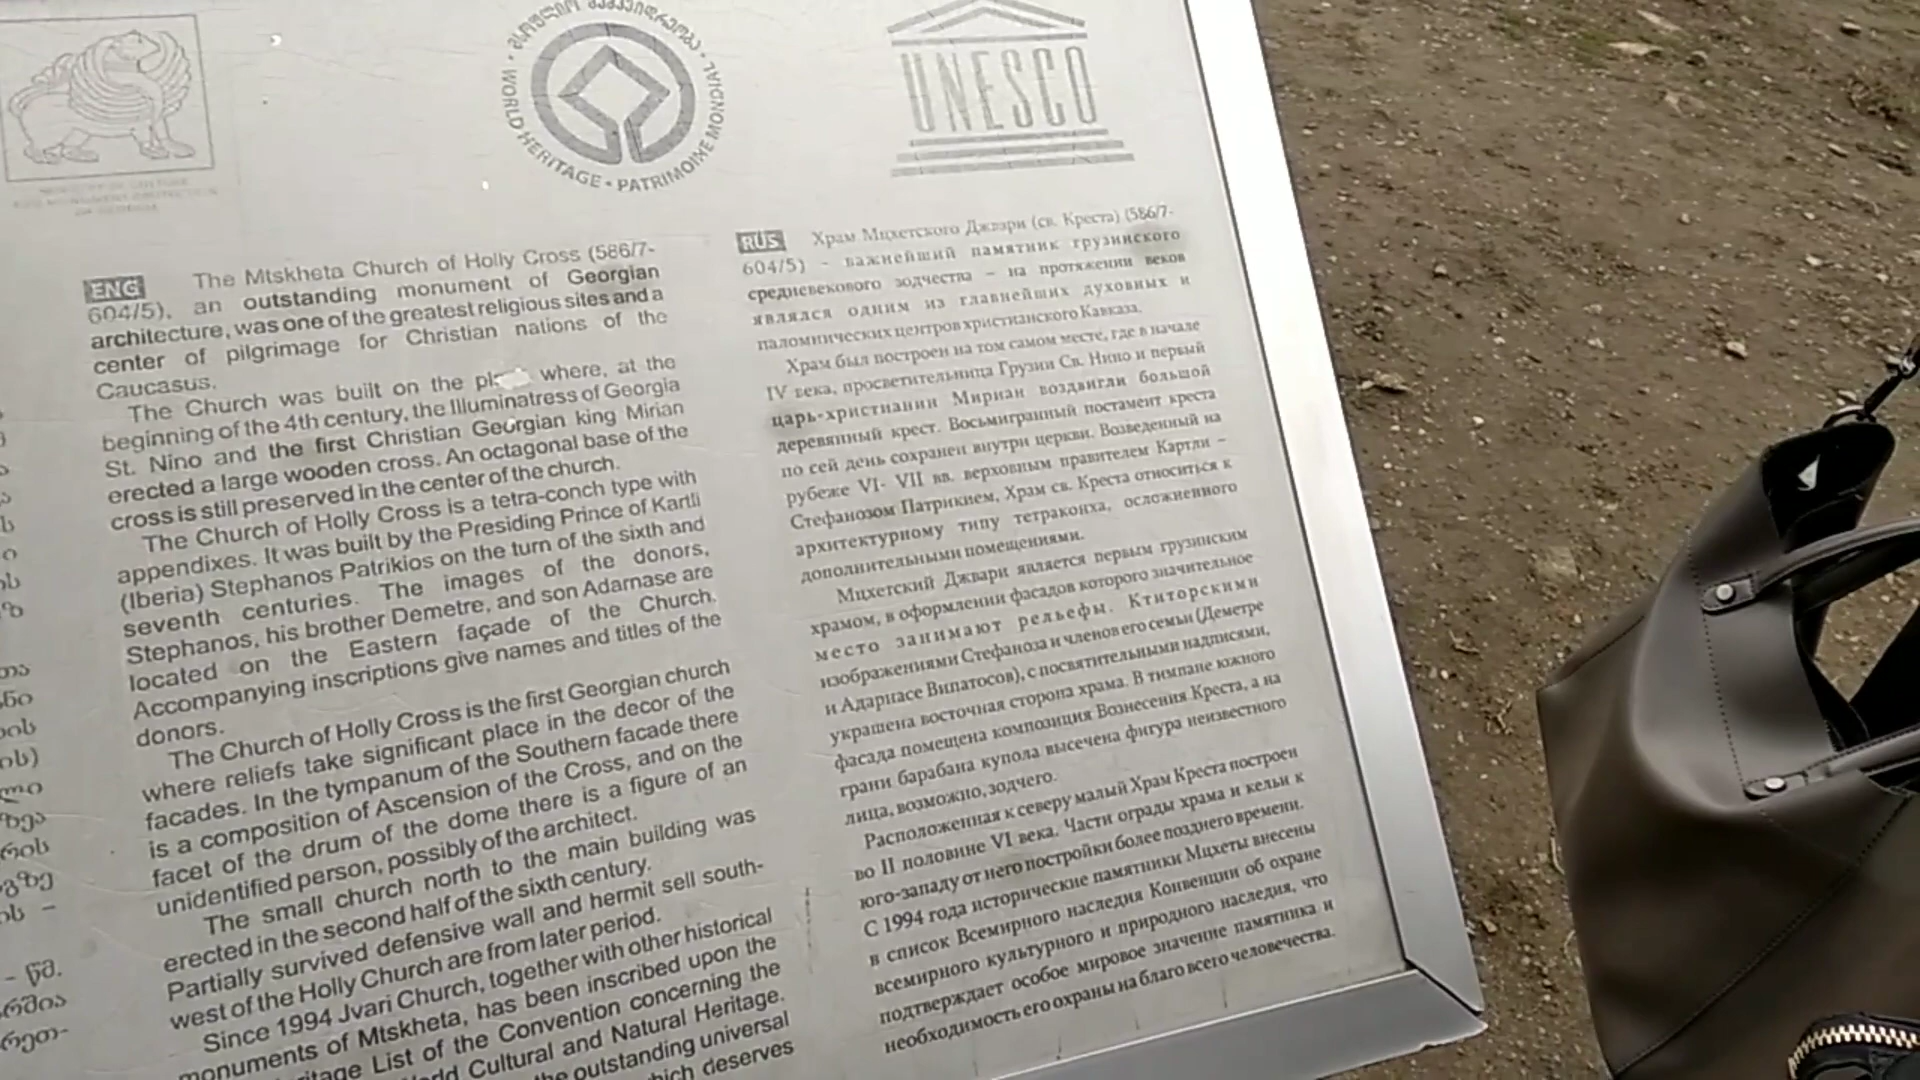 მსოფლიო მემკვიდრეობა • WORLD HERITAGE • PATRIMOINE MONDIAL •
UNESCO
MINISTRY OF CULTURE
AND MONUMENT PROTECTION
OF GEORGIA
ENG The Mtskheta Church of Holly Cross (586/7-
604/5), an outstanding monument of Georgian
architecture, was one of the greatest religious sites and a
center of pilgrimage for Christian nations of the
Caucasus.
The Church was built on the where, at the
beginning of the 4th century, the Illuminatress of Georgia
St. Nino and the first Christian Georgian king Mirian
erected a large wooden cross. An octagonal base of the
cross is still preserved in the center of the church.
The Church of Holly Cross is a tetra-conch type with
appendixes. It was built by the Presiding Prince of Kartli
(Iberia) Stephanos Patrikios on the turn of the sixth and
seventh centuries. The images of the donors,
Stephanos, his brother Demetre, and son Adarnase are
located on the Eastern façade of the Church.
Accompanying inscriptions give names and titles of the
donors.
The Church of Holly Cross is the first Georgian church
where reliefs take significant place in the decor of the
facades. In the tympanum of the Southern facade there
is a composition of Ascension of the Cross, and on the
facet of the drum of the dome there is a figure of an
unidentified person, possibly of the architect.
The small church north to the main building was
erected in the second half of the sixth century.
Partially survived defensive wall and hermit sell south-
west of the Holly Church are from later period.
Since 1994 Jvari Church, together with other historical
monuments of Mtskheta, has been inscribed upon the
List of the Convention concerning the
Cultural and Natural Heritage.
outstanding universal
deserves
RUS Храм Мцхетского Джвари (св. Креста) (586/7-
604/5) – важнейший памятник грузинского
средневекового зодчества – на протяжении веков
являлся одним из главнейших духовных и
паломнических центров христианского Кавказа.
Храм был построен на том самом месте, где в начале
IV века, просветительница Грузии Св. Нино и первый
царь-христианин Мириан воздвигли большой
деревянный крест. Восьмигранный постамент креста
по сей день сохранен внутри церкви. Возведенный на
рубеже VI- VII вв. верховным правителем Картли –
Стефанозом Патрикием, Храм св. Креста относиться к
архитектурному типу тетраконха, осложненного
дополнительными помещениями.
Мцхетский Джвари является первым грузинским
храмом, в оформлении фасадов которого значительное
место занимают рельефы. Ктиторскими
изображениями Стефаноза и членов его семьи (Деметре
и Адарнасе Випатосов), с посвятительными надписями,
украшена восточная сторона храма. В тимпане южного
фасада помещена композиция Вознесения Креста, а на
грани барабана купола высечена фигура неизвестного
лица, возможно, зодчего.
Расположенная к северу малый Храм Креста построен
во II половине VI века. Части ограды храма и кельи к
юго-западу от него постройки более позднего времени.
С 1994 года исторические памятники Мцхеты внесены
в список Всемирного наследия Конвенции об охране
всемирного культурного и природного наследия, что
подтверждает особое мировое значение памятника и
необходимость его охраны на благо всего человечества.